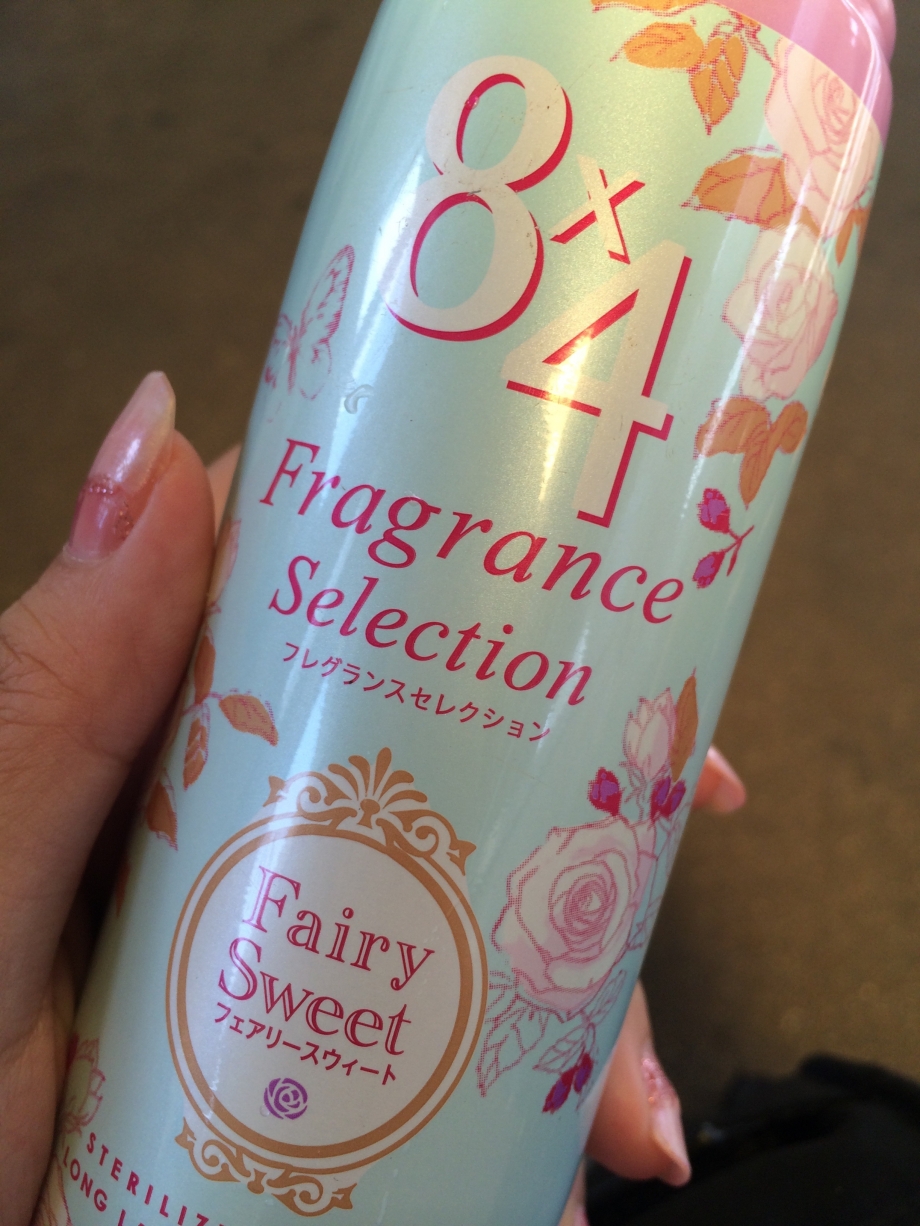 8x4
Fragrance
Selection
フレグランスセレクション
Fairy
Sweet
フェアリースウィート
LONG